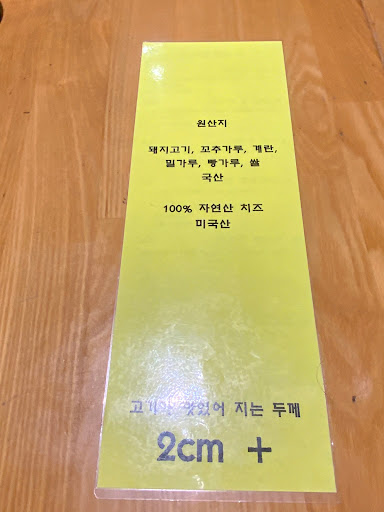 원산지
돼지고기, 꼬추가루, 계란,
밀가루, 빵가루, 쌀
국산
100% 자연산 치즈
미국산
고기가 맛있어 지는 두께
2cm +